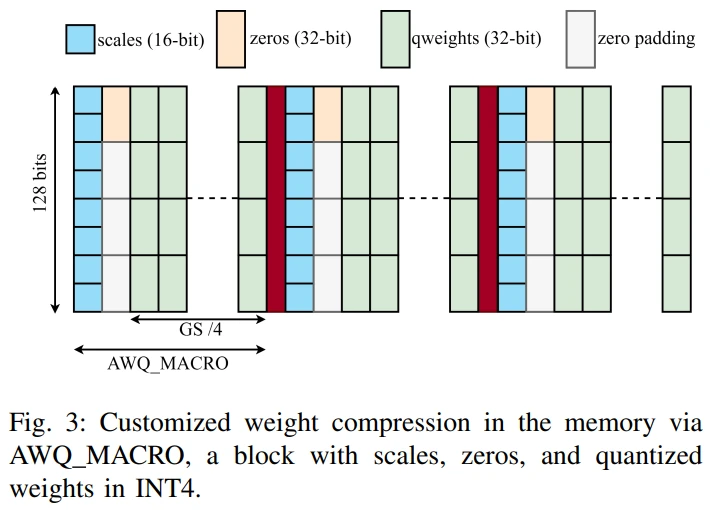 scales (16-bit)
zeros (32-bit)
qweights (32-bit)
zero padding
128 bits
GS /4
AWQ_MACRO
Fig. 3: Customized weight compression in the memory via
AWQ_MACRO, a block with scales, zeros, and quantized
weights in INT4.